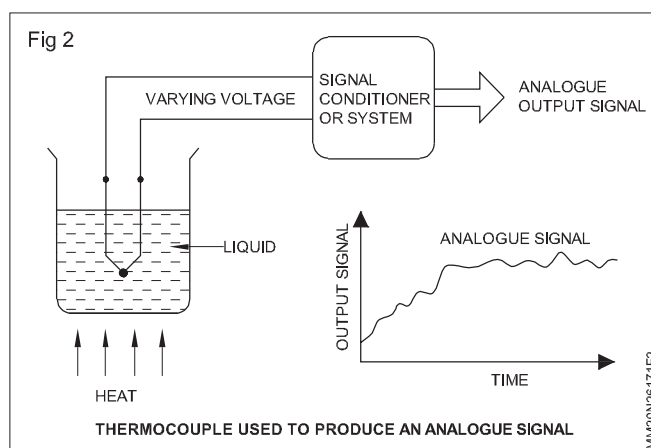 Fig 2
VARYING VOLTAGE
SIGNAL
CONDITIONER
OR SYSTEM
ANALOGUE
OUTPUT SIGNAL
LIQUID
HEAT
OUTPUT SIGNAL
ANALOGUE SIGNAL
TIME
THERMOCOUPLE USED TO PRODUCE AN ANALOGUE SIGNAL